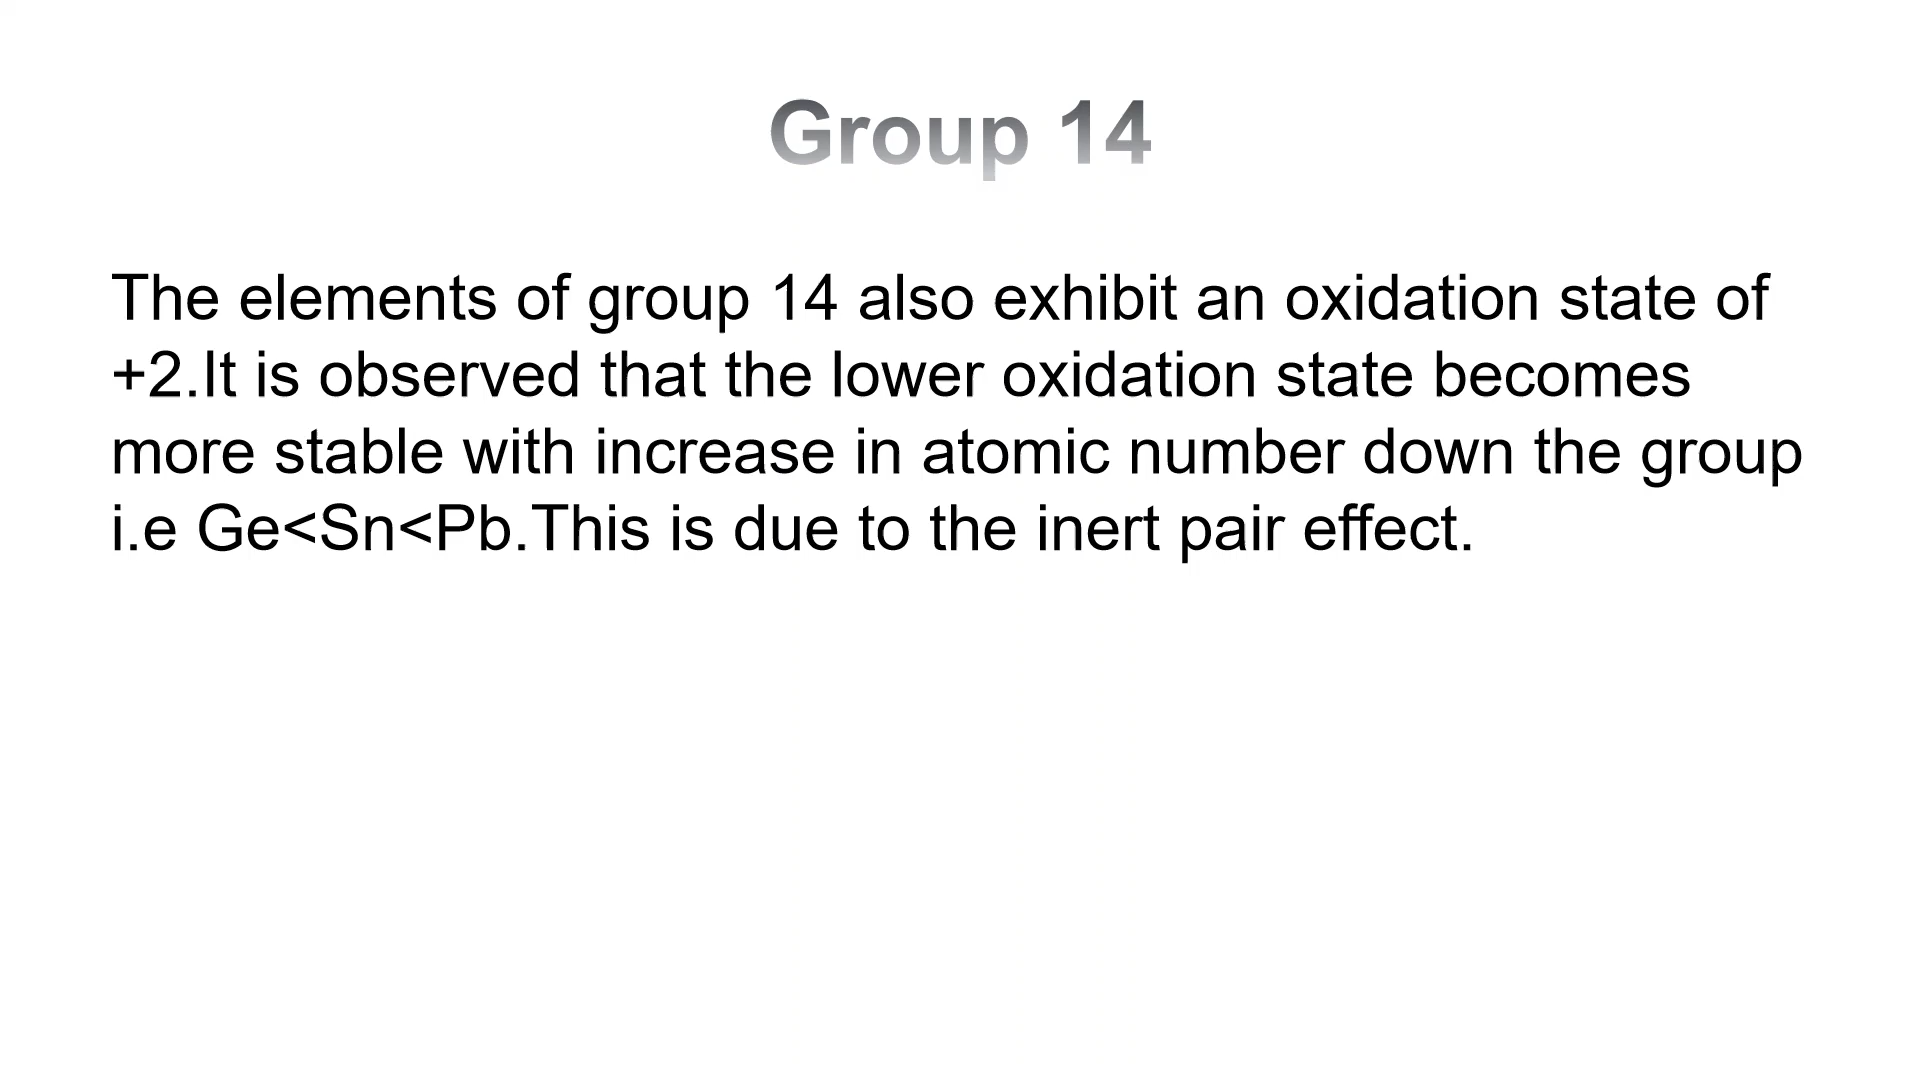 Group 14
The elements of group 14 also exhibit an oxidation state of
+2.It is observed that the lower oxidation state becomes
more stable with increase in atomic number down the group
i.e Ge<Sn<Pb.This is due to the inert pair effect.